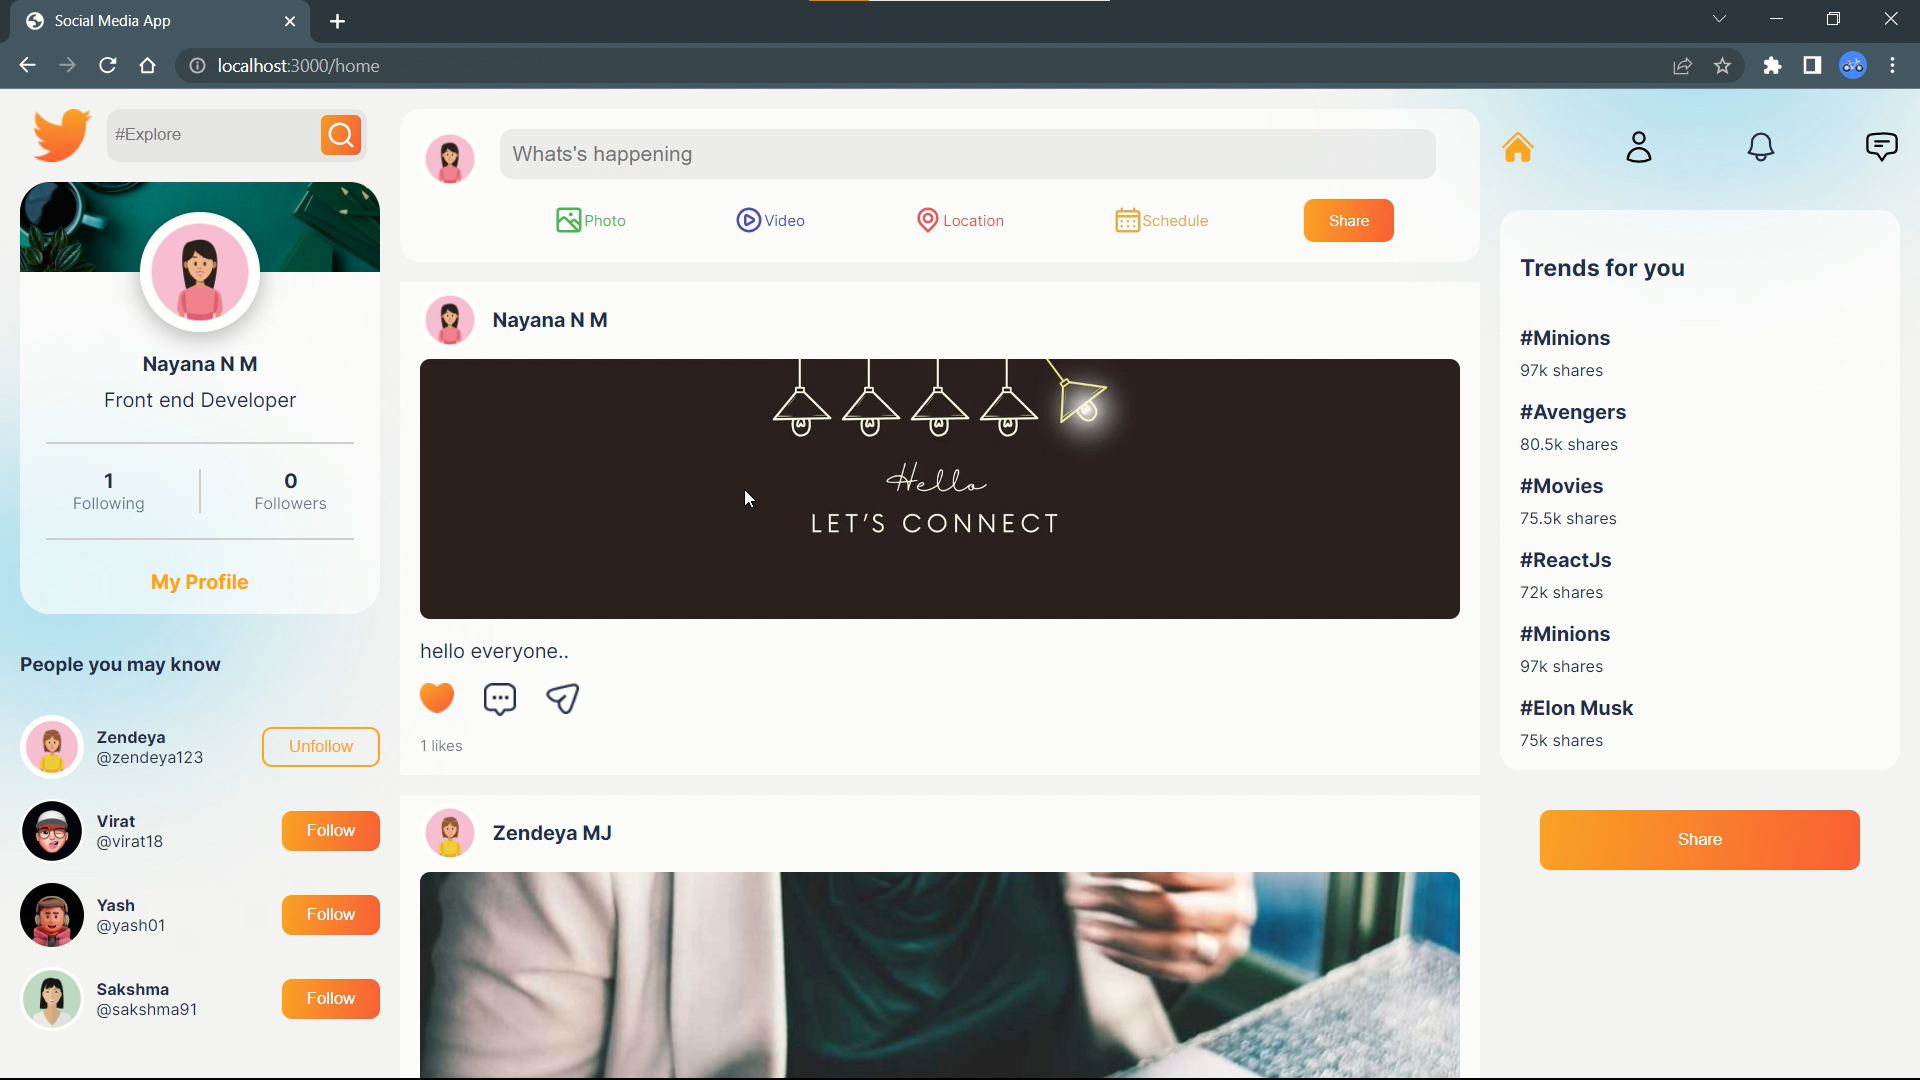 Social Media App
localhost:3000/home
#Explore
Nayana N M
Front end Developer
1
Following
0
Followers
My Profile
People you may know
Zendeya
@zendeya123
Unfollow
Virat
@virat18
Follow
Yash
@yash01
Follow
Sakshma
@sakshma91
Follow
Whats's happening
Photo
Video
Location
Schedule
Share
Nayana N M
Hello
LET'S CONNECT
hello everyone..
1 likes
Zendeya MJ
Trends for you
#Minions
97k shares
#Avengers
80.5k shares
#Movies
75.5k shares
#ReactJs
72k shares
#Minions
97k shares
#Elon Musk
75k shares
Share